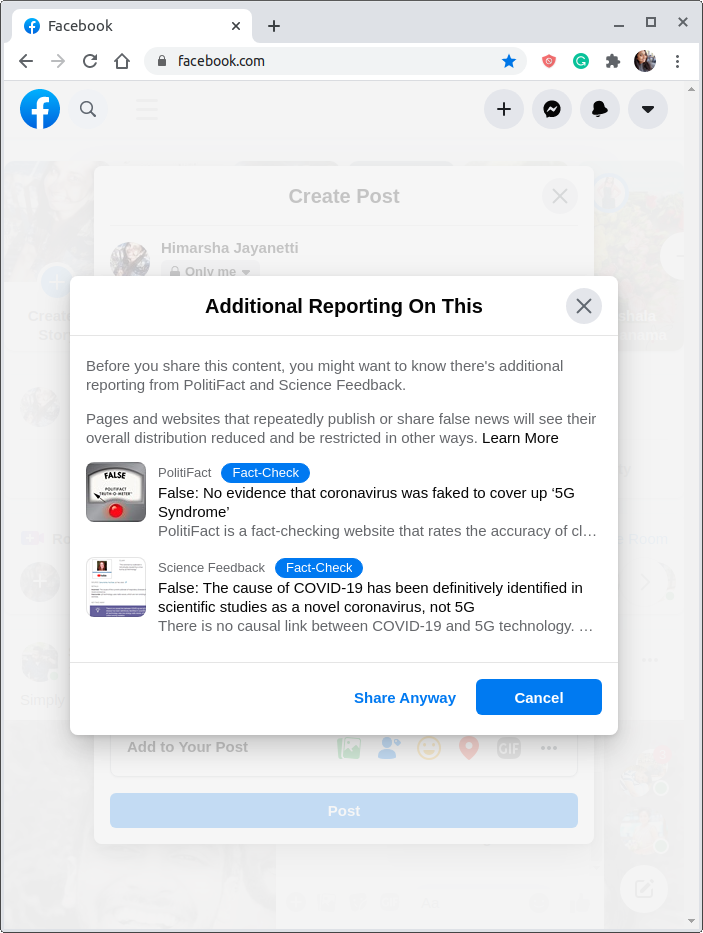 Facebook
facebook.com
Create Post
Himarsha Jayanetti
Only me
Additional Reporting On This
Before you share this content, you might want to know there's additional
reporting from PolitiFact and Science Feedback.
Pages and websites that repeatedly publish or share false news will see their
overall distribution reduced and be restricted in other ways. Learn More
FALSE
POLITIFACT
TRUTH-O-METER
PolitiFact Fact-Check
False: No evidence that coronavirus was faked to cover up ‘5G
Syndrome’
PolitiFact is a fact-checking website that rates the accuracy of cl…
Science Feedback Fact-Check
False: The cause of COVID-19 has been definitively identified in
scientific studies as a novel coronavirus, not 5G
There is no causal link between COVID-19 and 5G technology. …
Share Anyway Cancel
Simply
Add to Your Post
GIF
Post